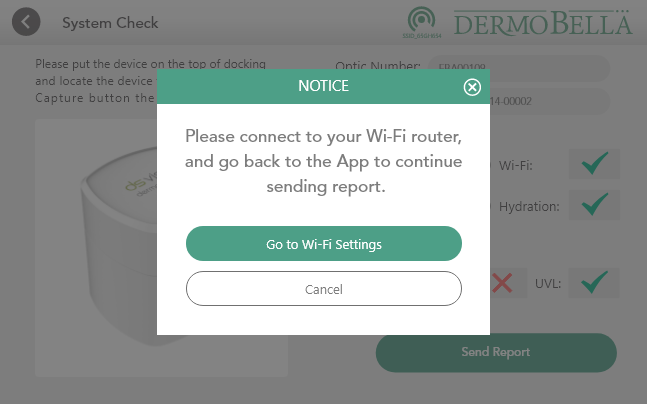 System Check
DERMOBELLA
Please put the device on the top of docking
and locate the device
Capture button the
Optic Number:
14-00002
NOTICE
Please connect to your Wi-Fi router,
and go back to the App to continue
sending report.
Go to Wi-Fi Settings
Cancel
Wi-Fi:
Hydration:
UVL:
Send Report